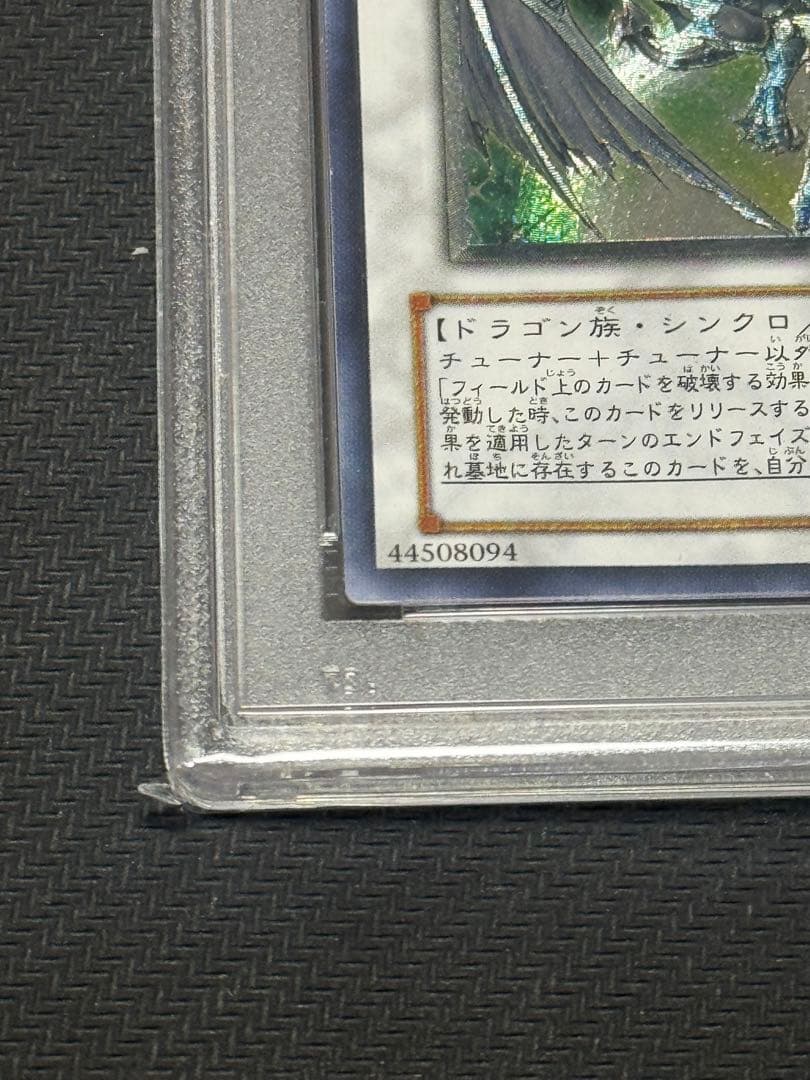 【ドラゴン族・シンクロ/
チューナー＋チューナー以
「フィールド上のカードを破壊する効果
発動した時、このカードをリリースする
果を適用したターンのエンドフェイズ
れ墓地に存在するこのカードを、自分
44508094